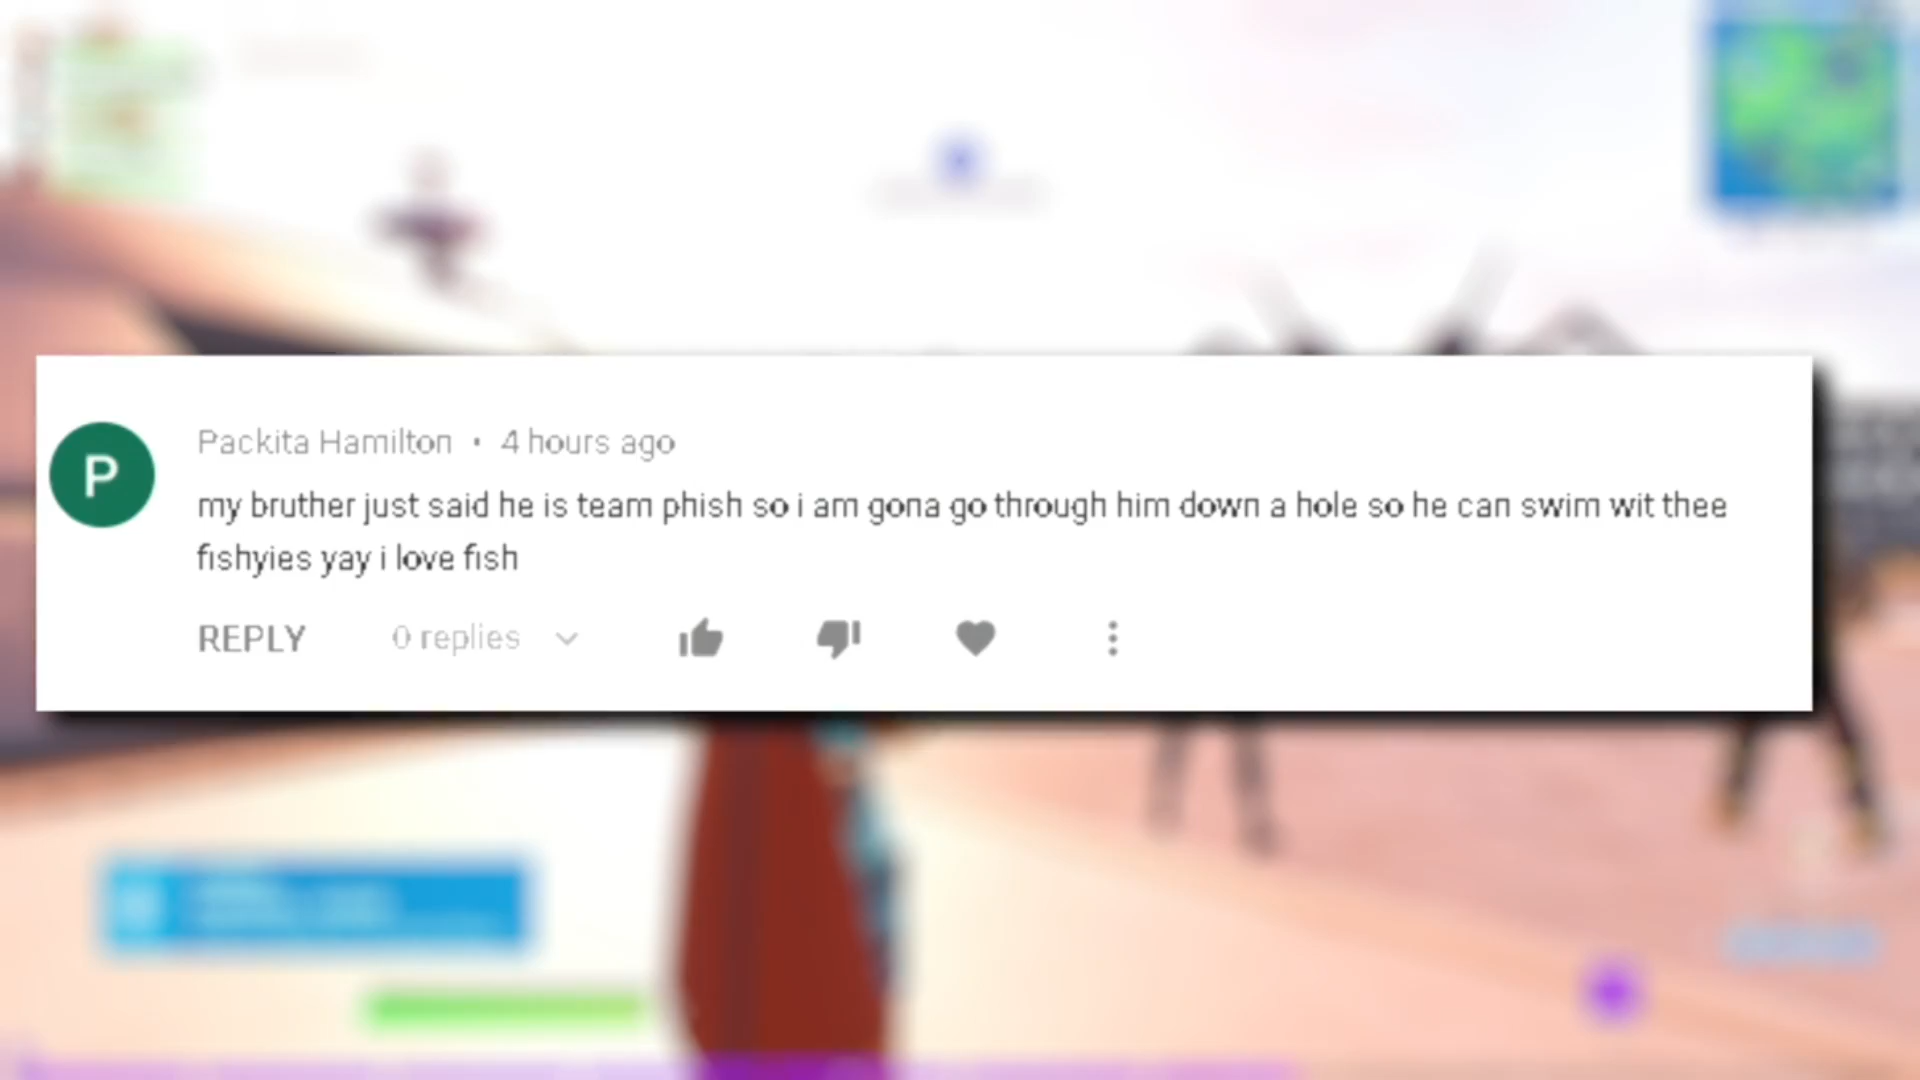 P
Packita Hamilton • 4 hours ago
my bruther just said he is team phish so i am gona go through him down a hole so he can swim wit thee
fishyies yay i love fish
REPLY 0 replies